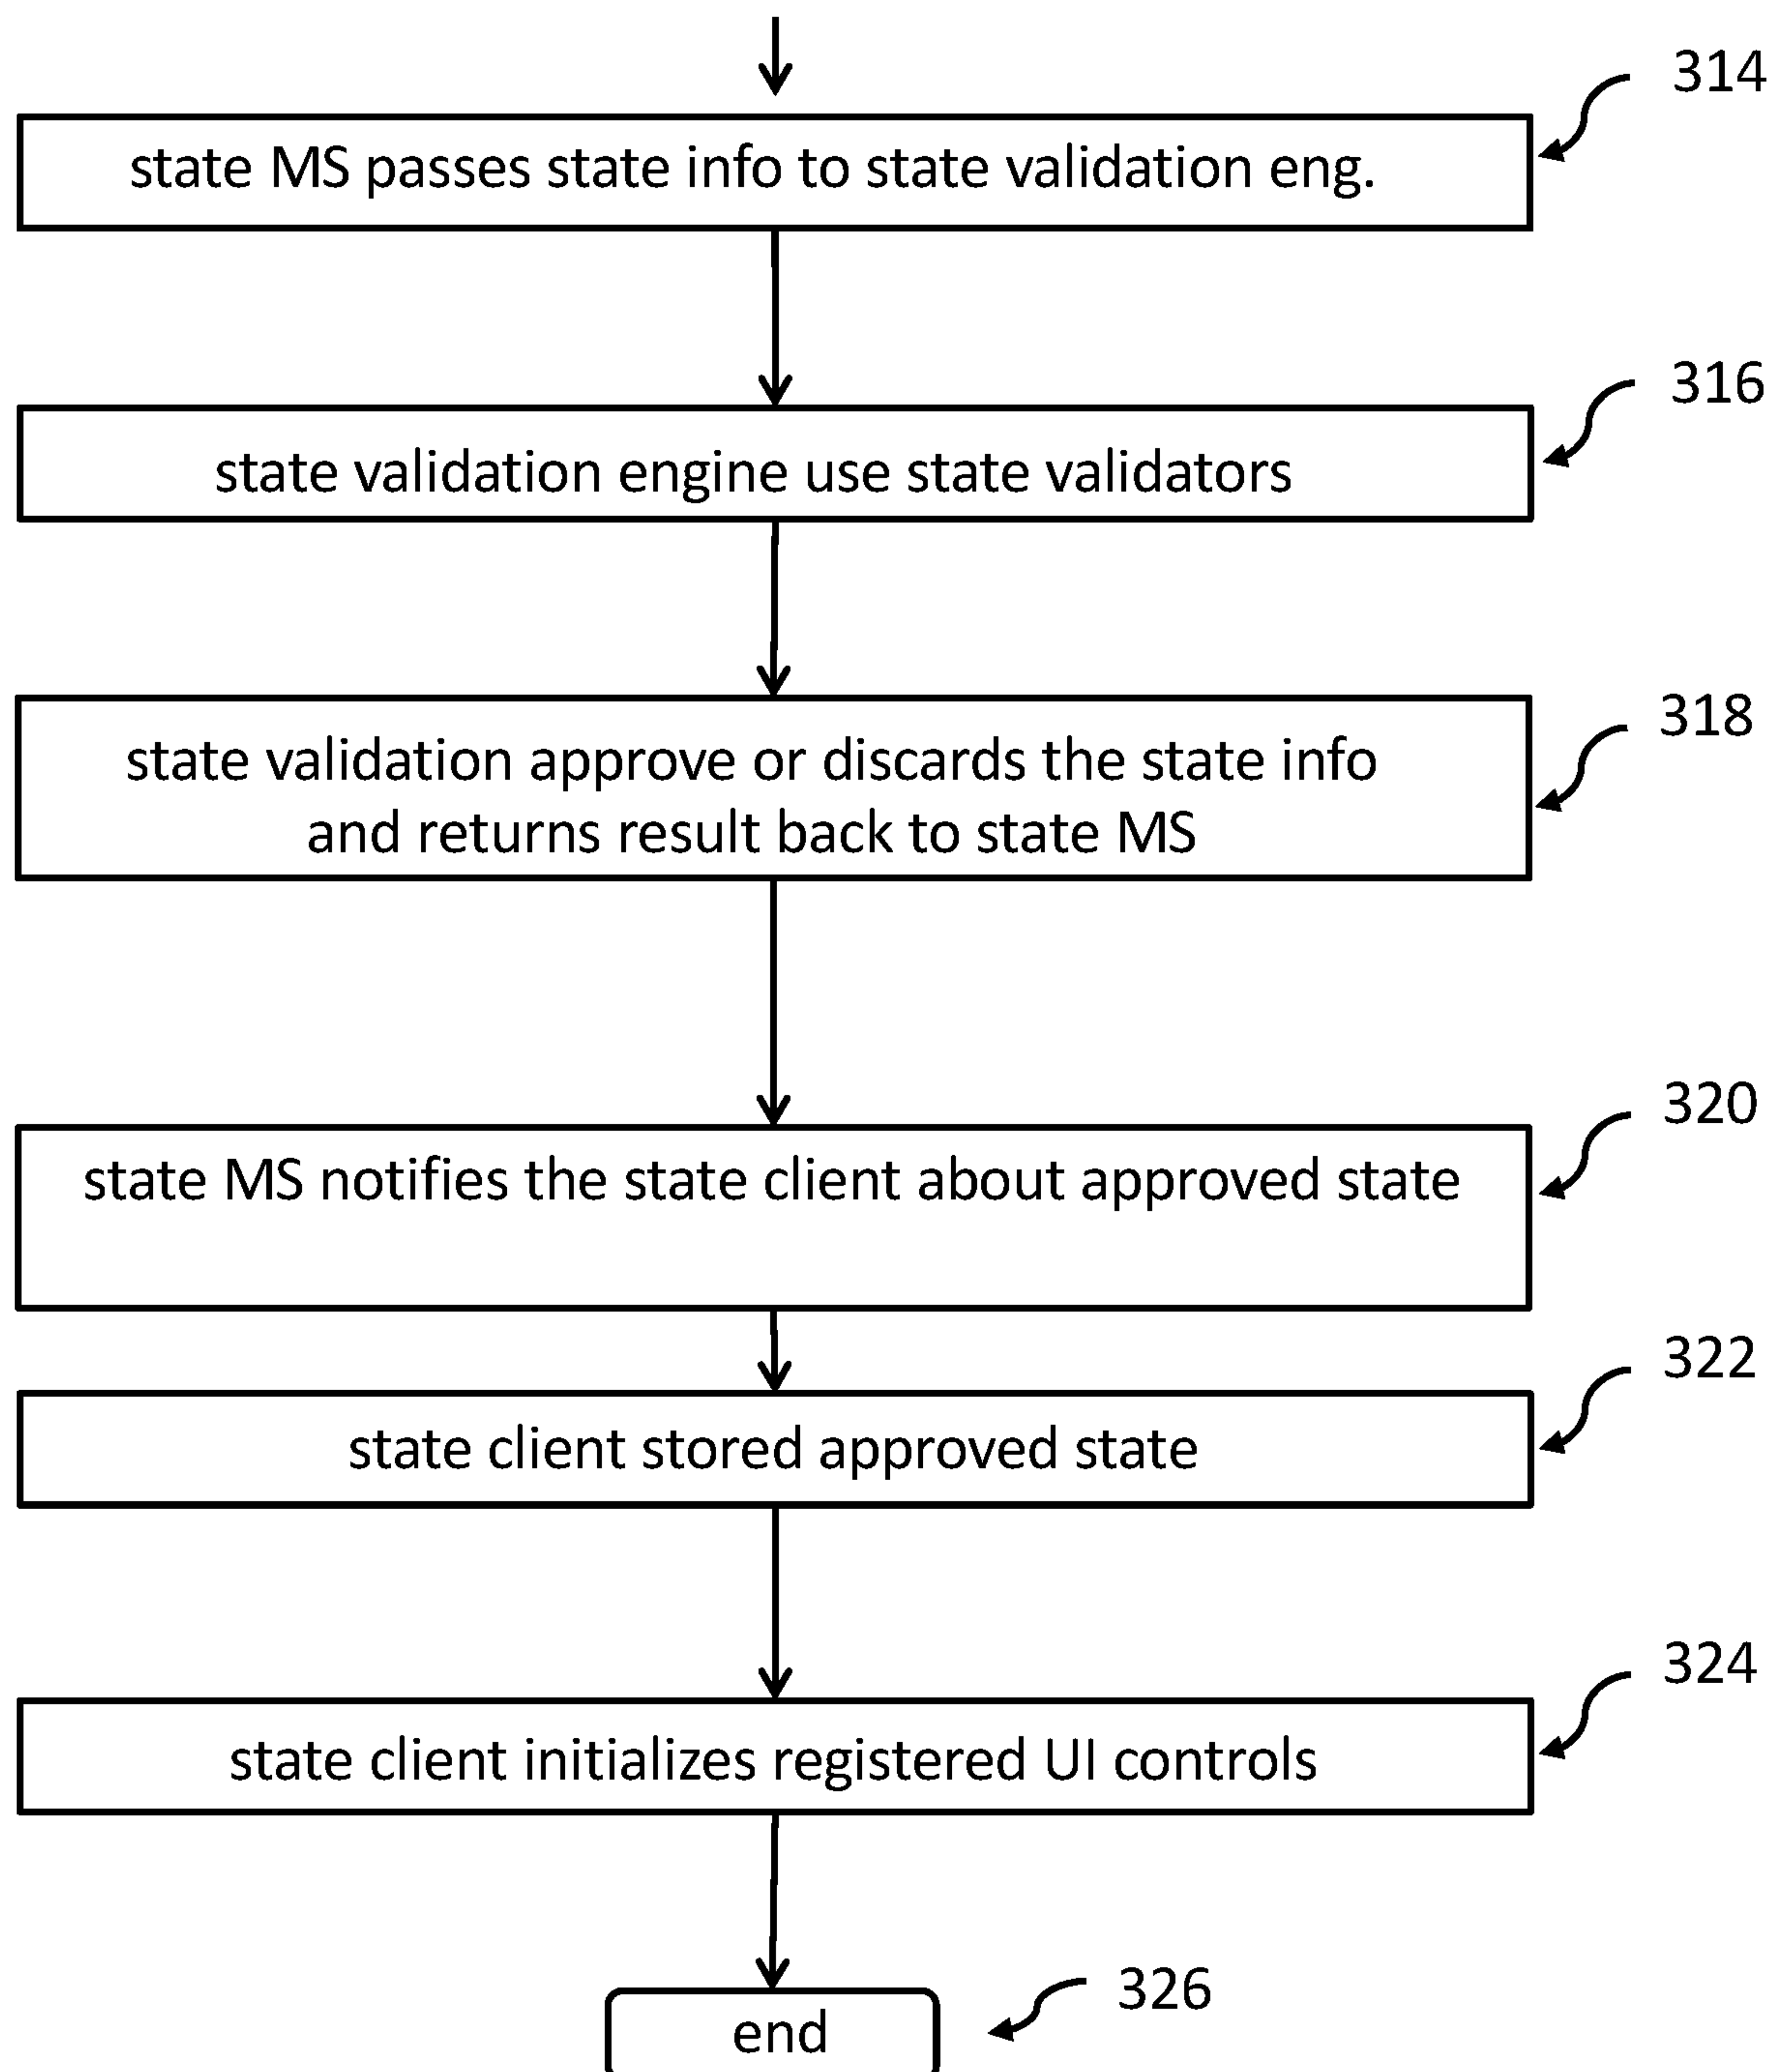 314
state MS passes state info to state validation eng.
316
state validation engine use state validators
318
state validation approve or discards the state info
and returns result back to state MS
320
state MS notifies the state client about approved state
322
state client stored approved state
324
state client initializes registered UI controls
326
end